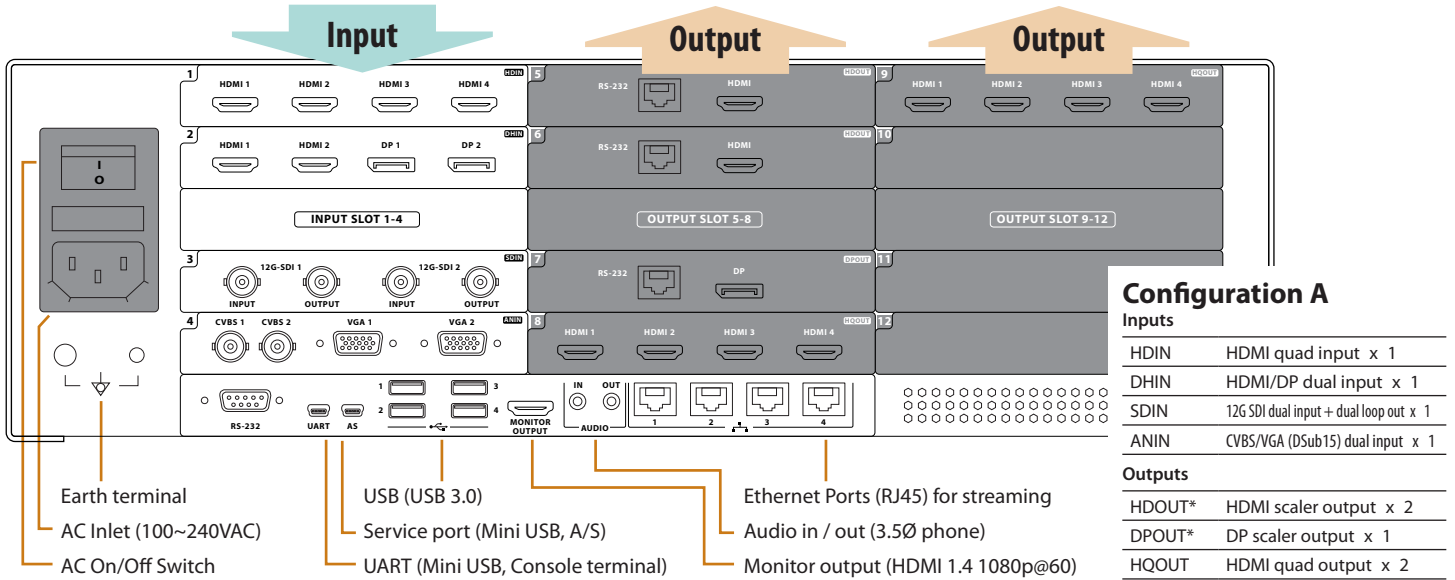 Input
Output
Output
1
HDMI 1 HDMI 2 HDMI 3 HDMI 4
HDIN
5
RS-232
HDMI
HDOUT
9
HDMI 1 HDMI 2 HDMI 3 HDMI 4
HQOUT
I
O
2
HDMI 1 HDMI 2 DP 1 DP 2
DHIN
6
RS-232
HDMI
HDOUT
10
INPUT SLOT 1-4
OUTPUT SLOT 5-8
OUTPUT SLOT 9-12
3
12G-SDI 1 12G-SDI 2
SDIN
INPUT OUTPUT INPUT OUTPUT
7
RS-232
DP
DPOUT
11
4
CVBS 1 CVBS 2 VGA 1 VGA 2
ANIN
8
HDMI 1 HDMI 2 HDMI 3 HDMI 4
HQOUT
12
RS-232
UART
AS
1
2
3
4
MONITOR
OUTPUT
IN OUT
AUDIO
1 2 3 4
Earth terminal
AC Inlet (100~240VAC)
AC On/Off Switch
USB (USB 3.0)
Service port (Mini USB, A/S)
UART (Mini USB, Console terminal)
Ethernet Ports (RJ45) for streaming
Audio in / out (3.5Ø phone)
Monitor output (HDMI 1.4 1080p@60)
Configuration A
Inputs
HDIN HDMI quad input x 1
DHIN HDMI/DP dual input x 1
SDIN 12G SDI dual input + dual loop out x 1
ANIN CVBS/VGA (DSub15) dual input x 1
Outputs
HDOUT* HDMI scaler output x 2
DPOUT* DP scaler output x 1
HQOUT HDMI quad output x 2